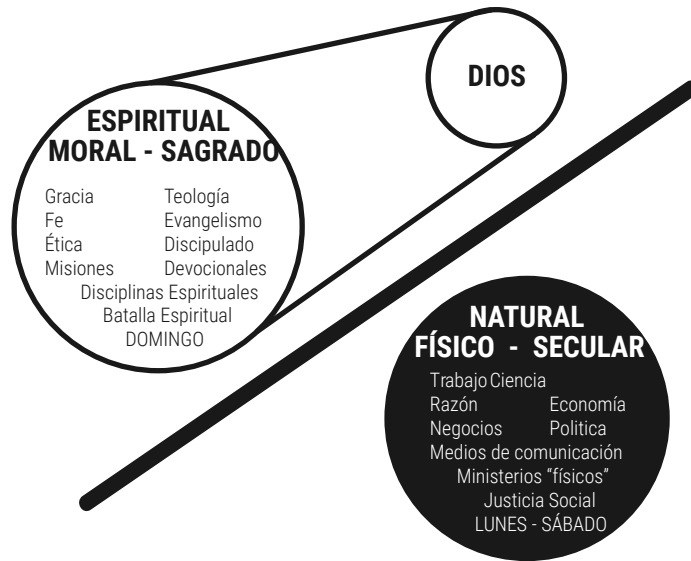 DIOS
ESPIRITUAL
MORAL - SAGRADO
Gracia Teología
Fe Evangelismo
Ética Discipulado
Misiones Devocionales
Disciplinas Espirituales
Batalla Espiritual
DOMINGO
NATURAL
FÍSICO - SECULAR
Trabajo Ciencia
Razón Economía
Negocios Politica
Medios de comunicación
Ministerios “físicos”
Justicia Social
LUNES - SÁBADO